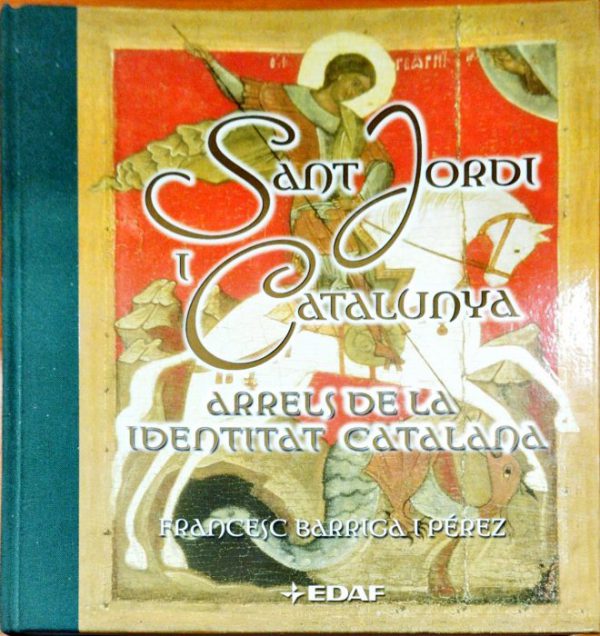 Sant Jordi
i
Catalunya
Arrels de la
identitat catalana
Francesc Barriga i Pérez
EDAF